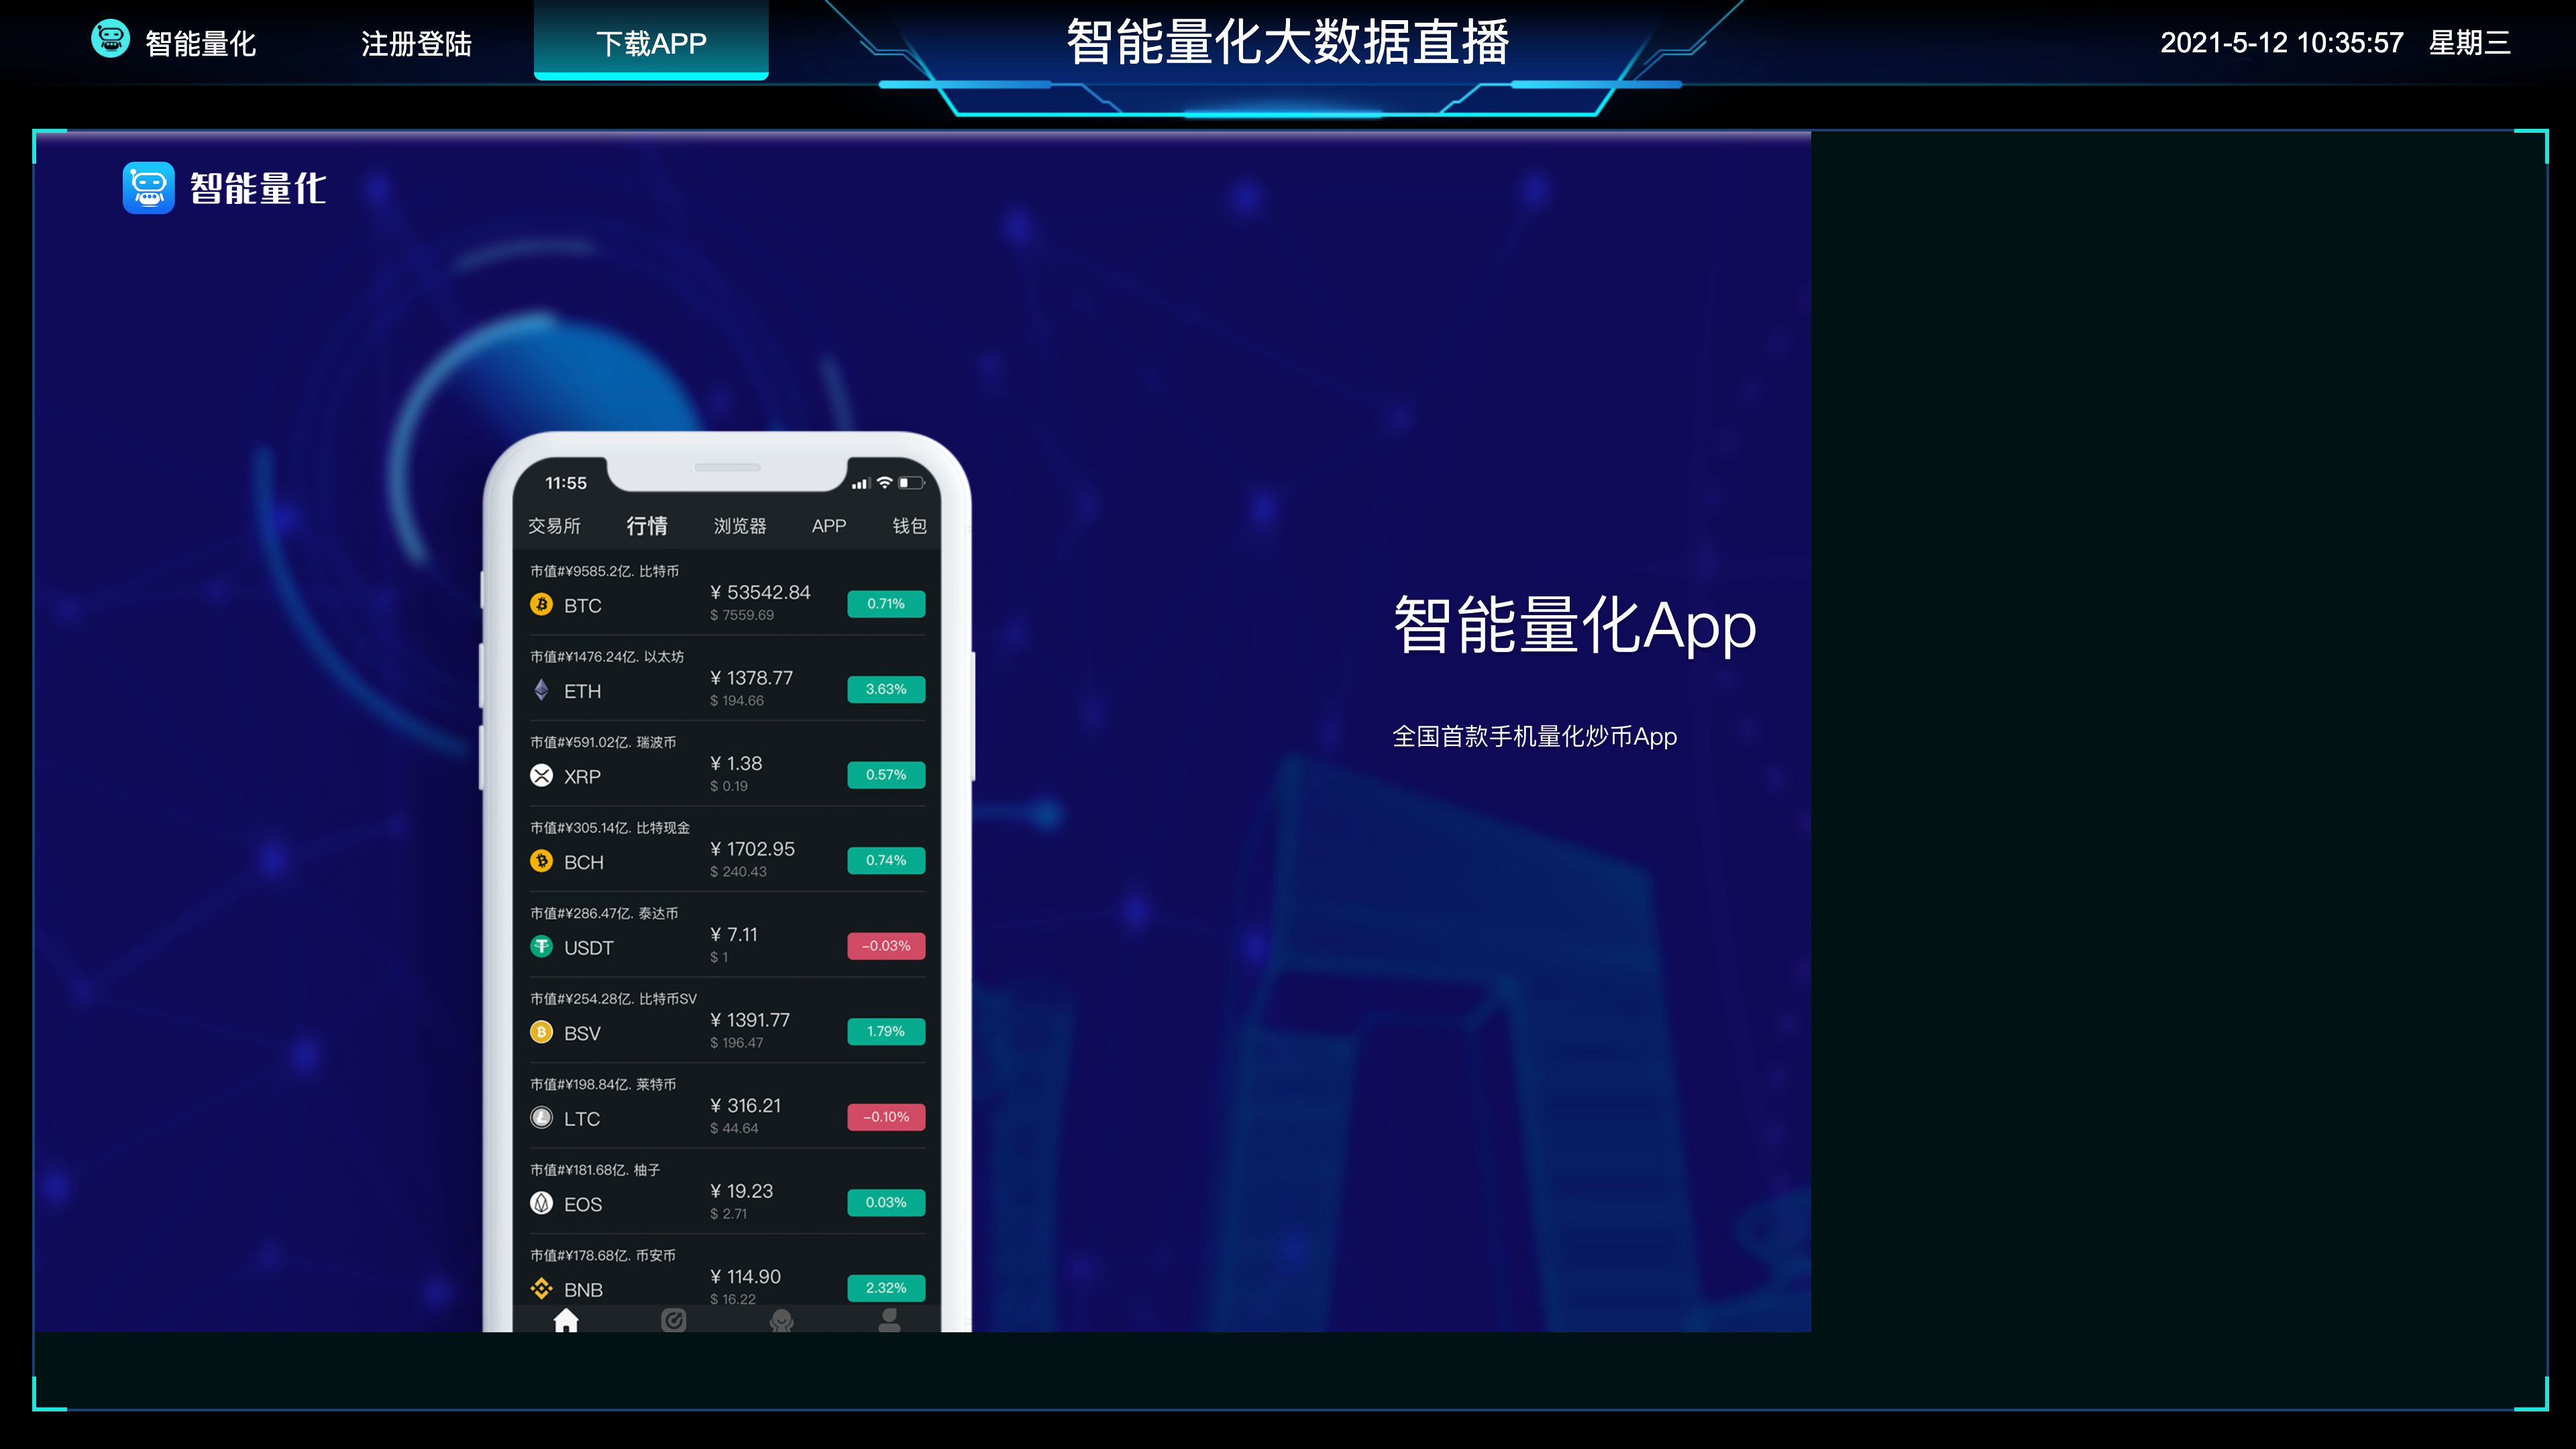 智能量化
注册登陆
下载APP
智能量化大数据直播
2021-5-12 10:35:57 星期三
智能量化
11:55
交易所 行情 浏览器 APP 钱包
市值#¥9585.2亿. 比特币
BTC ¥ 53542.84 0.71%
$ 7559.69
市值#¥1476.24亿. 以太坊
ETH ¥ 1378.77 3.63%
$ 194.66
市值#¥591.02亿. 瑞波币
XRP ¥ 1.38 0.57%
$ 0.19
市值#¥305.14亿. 比特现金
BCH ¥ 1702.95 0.74%
$ 240.43
市值#¥286.47亿. 泰达币
USDT ¥ 7.11 -0.03%
$ 1
市值#¥254.28亿. 比特币SV
BSV ¥ 1391.77 1.79%
$ 196.47
市值#¥198.84亿. 莱特币
LTC ¥ 316.21 -0.10%
$ 44.64
市值#¥181.68亿. 柚子
EOS ¥ 19.23 0.03%
$ 2.71
市值#¥178.68亿. 币安币
BNB ¥ 114.90 2.32%
$ 16.22
智能量化App
全国首款手机量化炒币App